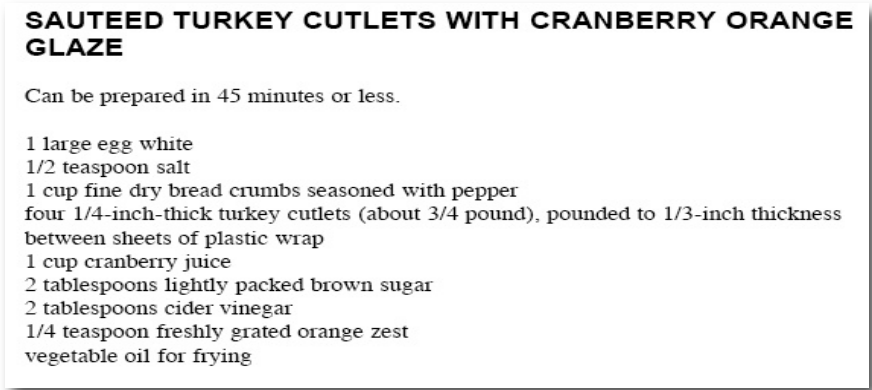 SAUTEED TURKEY CUTLETS WITH CRANBERRY ORANGE
GLAZE
Can be prepared in 45 minutes or less.
1 large egg white
1/2 teaspoon salt
1 cup fine dry bread crumbs seasoned with pepper
four 1/4-inch-thick turkey cutlets (about 3/4 pound), pounded to 1/3-inch thickness
between sheets of plastic wrap
1 cup cranberry juice
2 tablespoons lightly packed brown sugar
2 tablespoons cider vinegar
1/4 teaspoon freshly grated orange zest
vegetable oil for frying